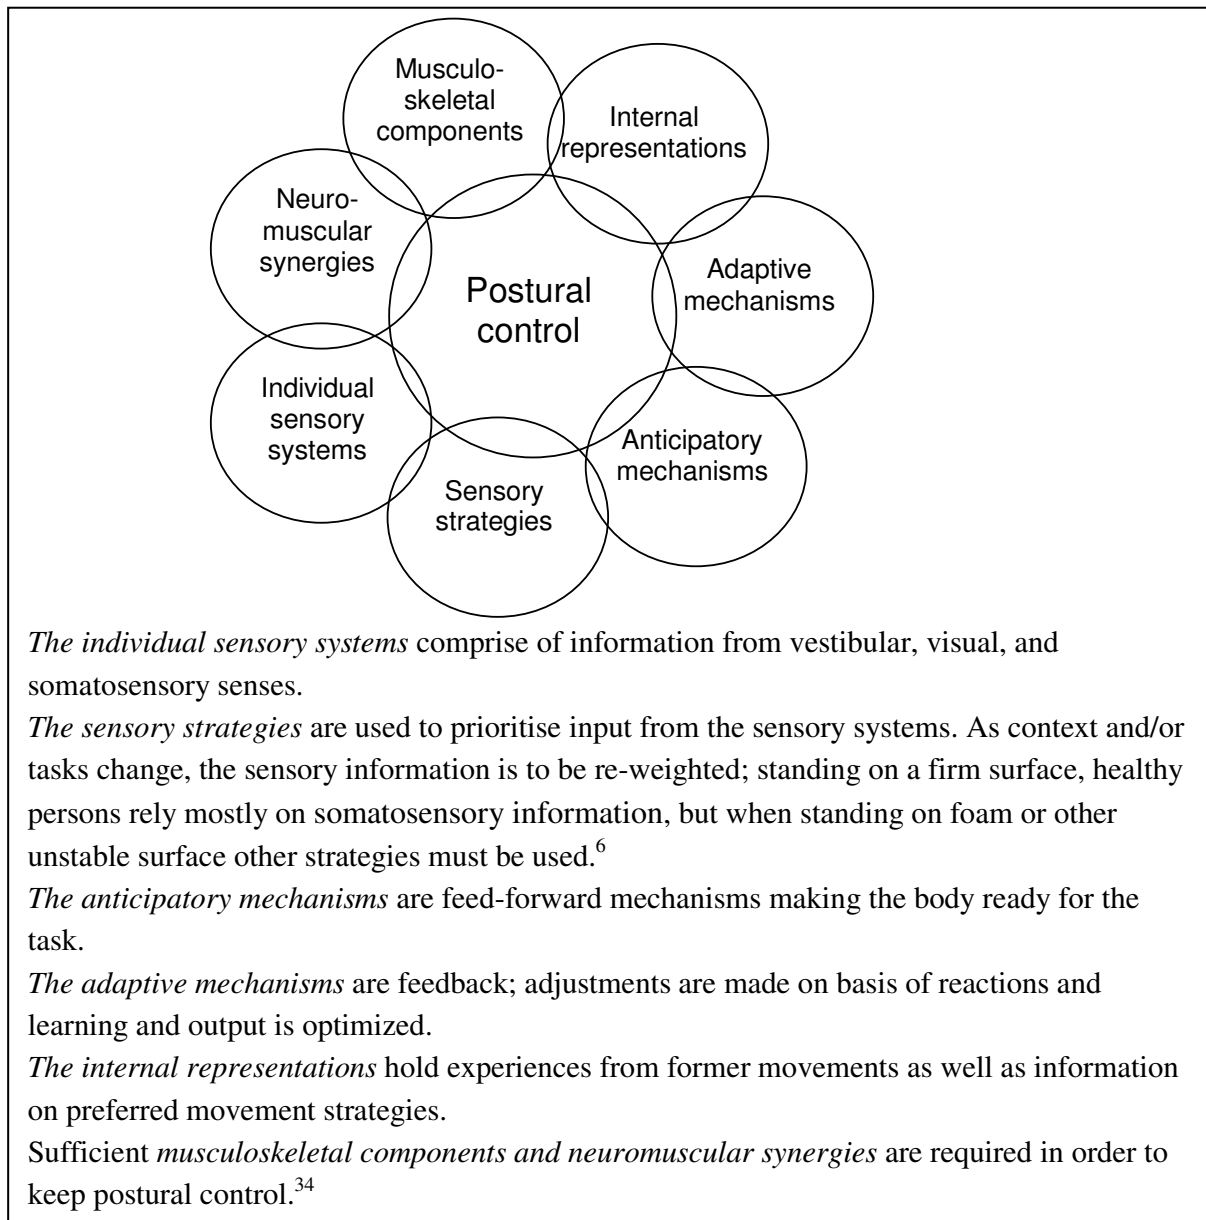 Musculo-
skeletal
components
Internal
representations
Neuro-
muscular
synergies
Adaptive
mechanisms
Postural
control
Individual
sensory
systems
Anticipatory
mechanisms
Sensory
strategies
The individual sensory systems comprise of information from vestibular, visual, and
somatosensory senses.
The sensory strategies are used to prioritise input from the sensory systems. As context and/or
tasks change, the sensory information is to be re-weighted; standing on a firm surface, healthy
persons rely mostly on somatosensory information, but when standing on foam or other
unstable surface other strategies must be used.6
The anticipatory mechanisms are feed-forward mechanisms making the body ready for the
task.
The adaptive mechanisms are feedback; adjustments are made on basis of reactions and
learning and output is optimized.
The internal representations hold experiences from former movements as well as information
on preferred movement strategies.
Sufficient musculoskeletal components and neuromuscular synergies are required in order to
keep postural control.34